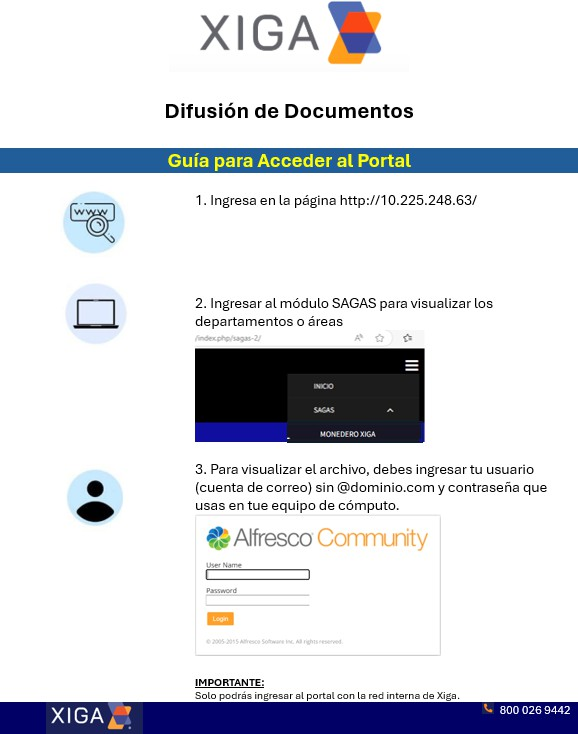 XIGA
Difusión de Documentos
Guía para Acceder al Portal
www
1. Ingresa en la página http://10.225.248.63/
2. Ingresar al módulo SAGAS para visualizar los
departamentos o áreas
/index.php/sagas-2/
INICIO
SAGAS
MONEDERO XIGA
3. Para visualizar el archivo, debes ingresar tu usuario
(cuenta de correo) sin @dominio.com y contraseña que
usas en tue equipo de cómputo.
Alfresco Community
User Name
Password
Login
© 2005-2015 Alfresco Software Inc. All rights reserved.
IMPORTANTE:
Solo podrás ingresar al portal con la red interna de Xiga.
XIGA
800 026 9442